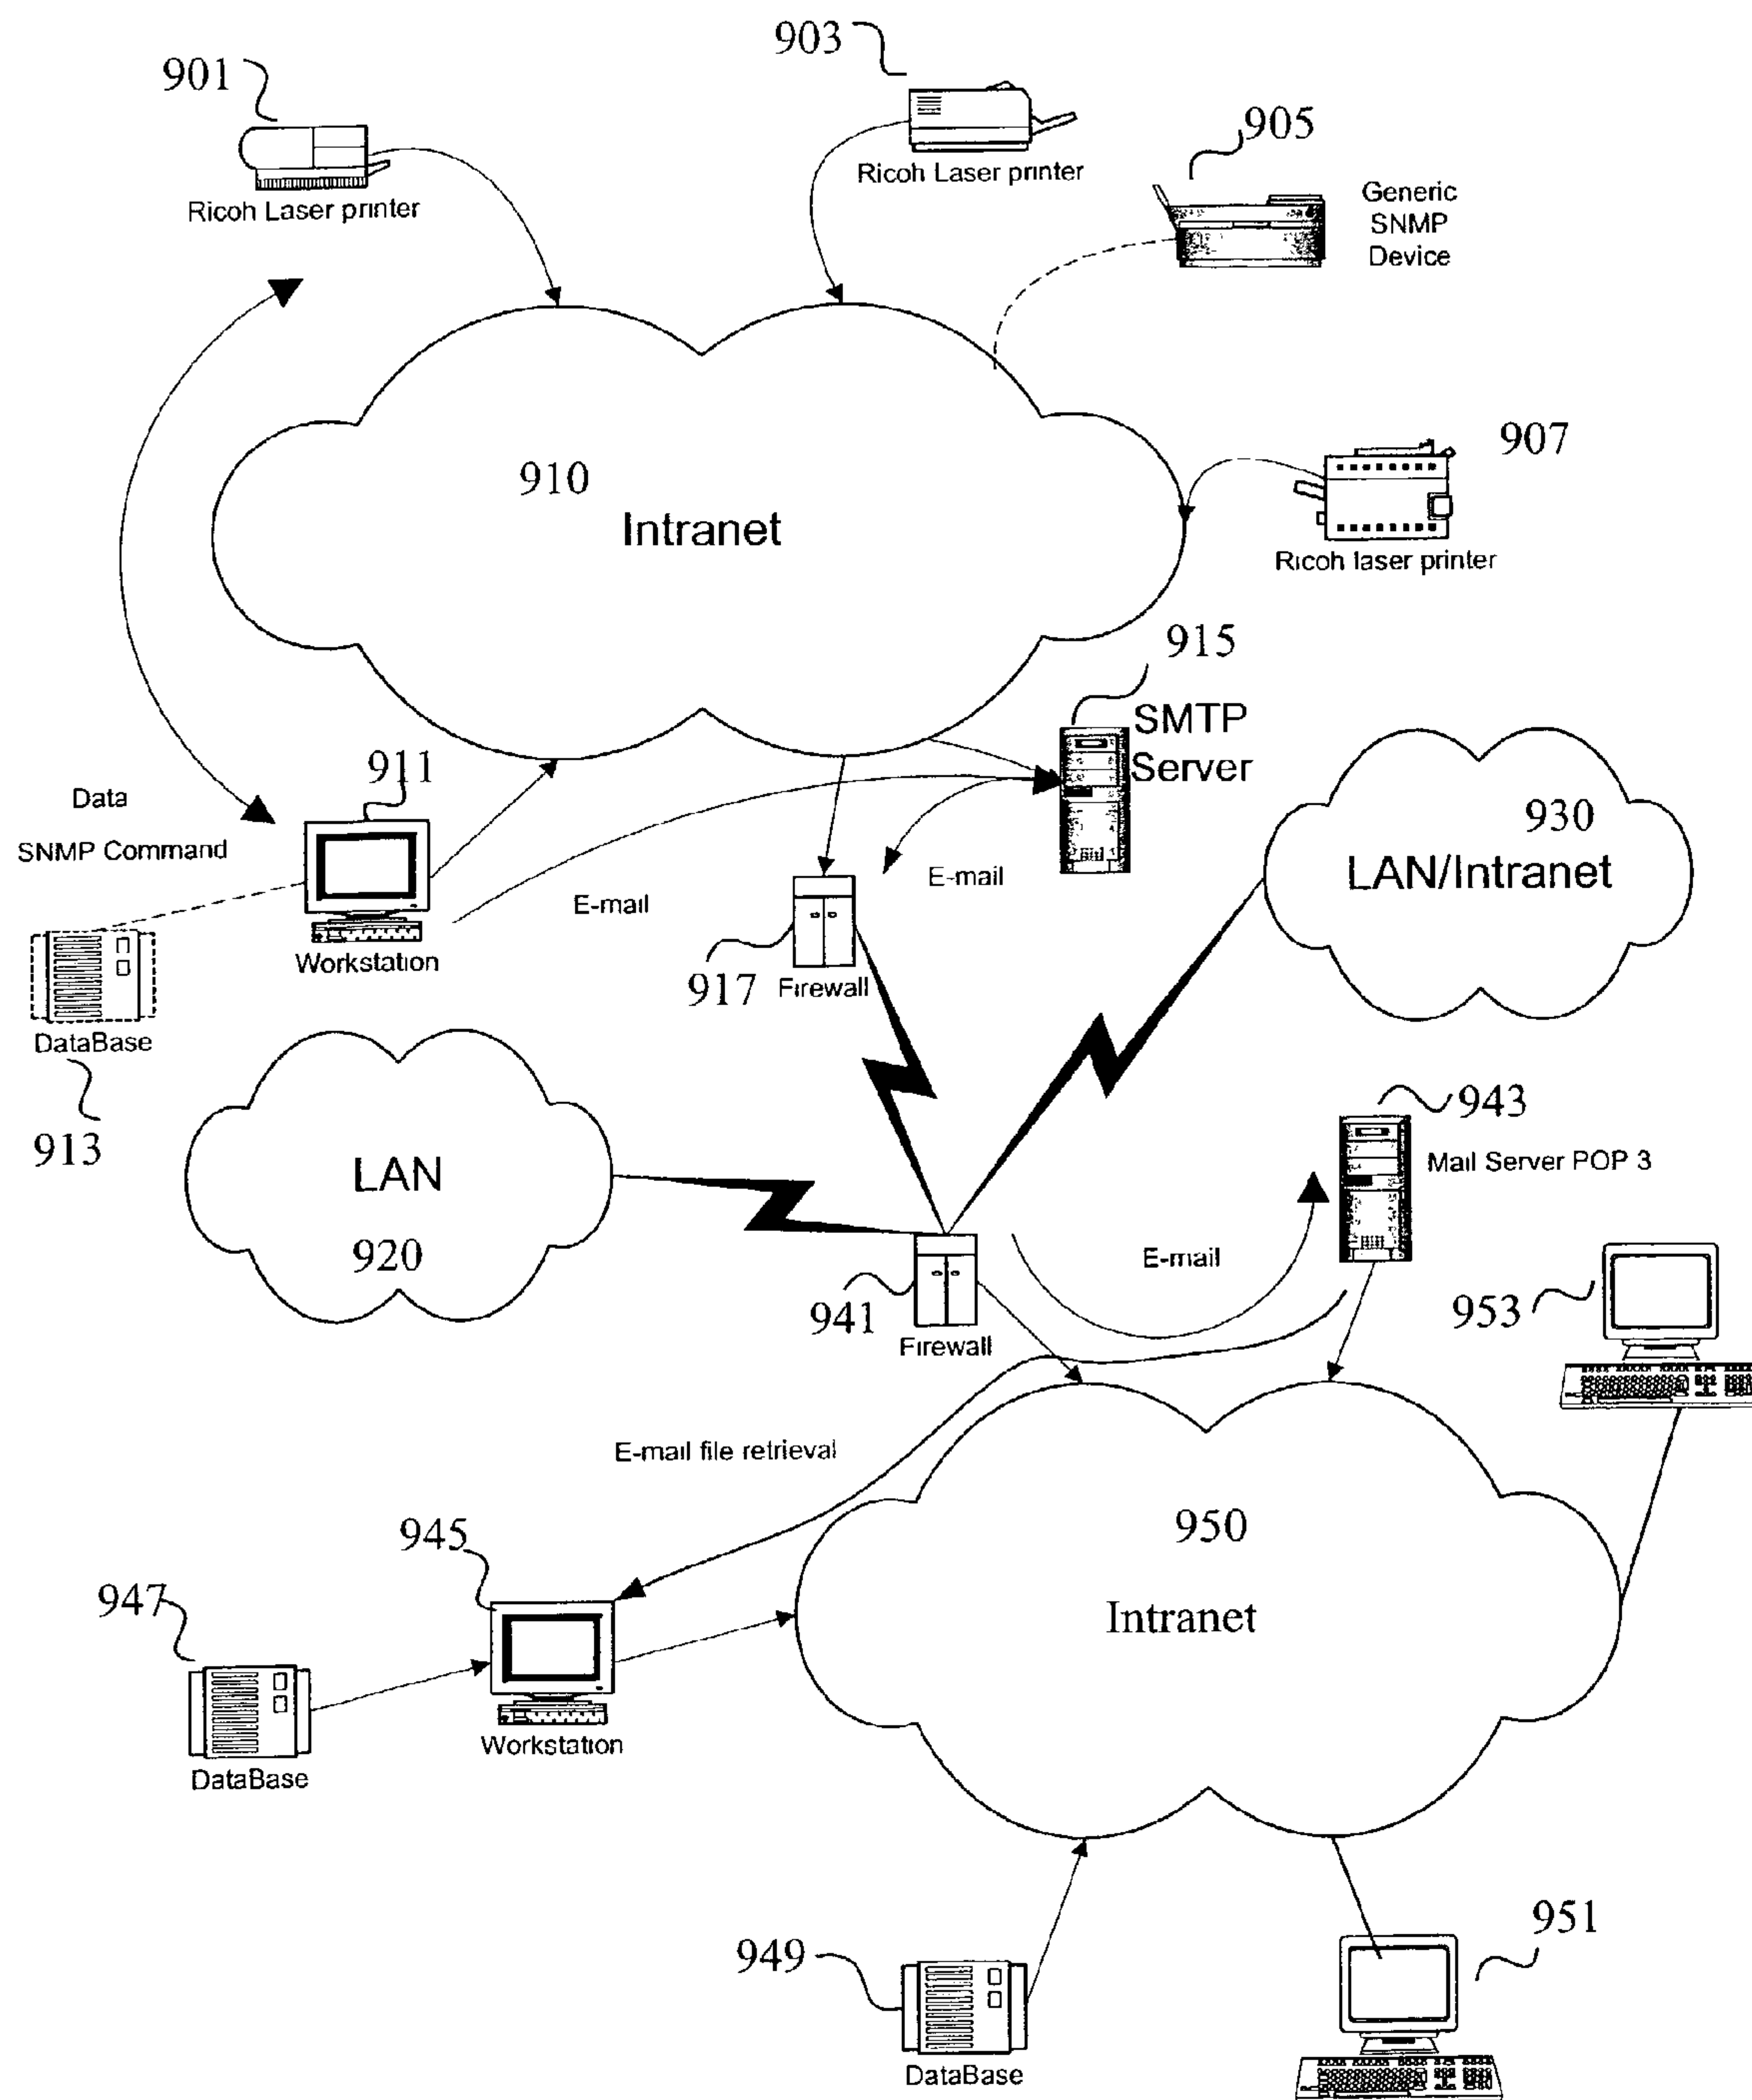 901
903
905
Ricoh Laser printer
Ricoh Laser printer
Generic
SNMP
Device
907
910
Intranet
Ricoh laser printer
915
SMTP
Server
911
Data
SNMP Command
930
LAN/Intranet
E-mail
E-mail
Workstation
917
Firewall
DataBase
913
943
Mail Server POP 3
LAN
920
E-mail
941
Firewall
953
E-mail file retrieval
945
950
947
Intranet
Workstation
DataBase
949
951
DataBase